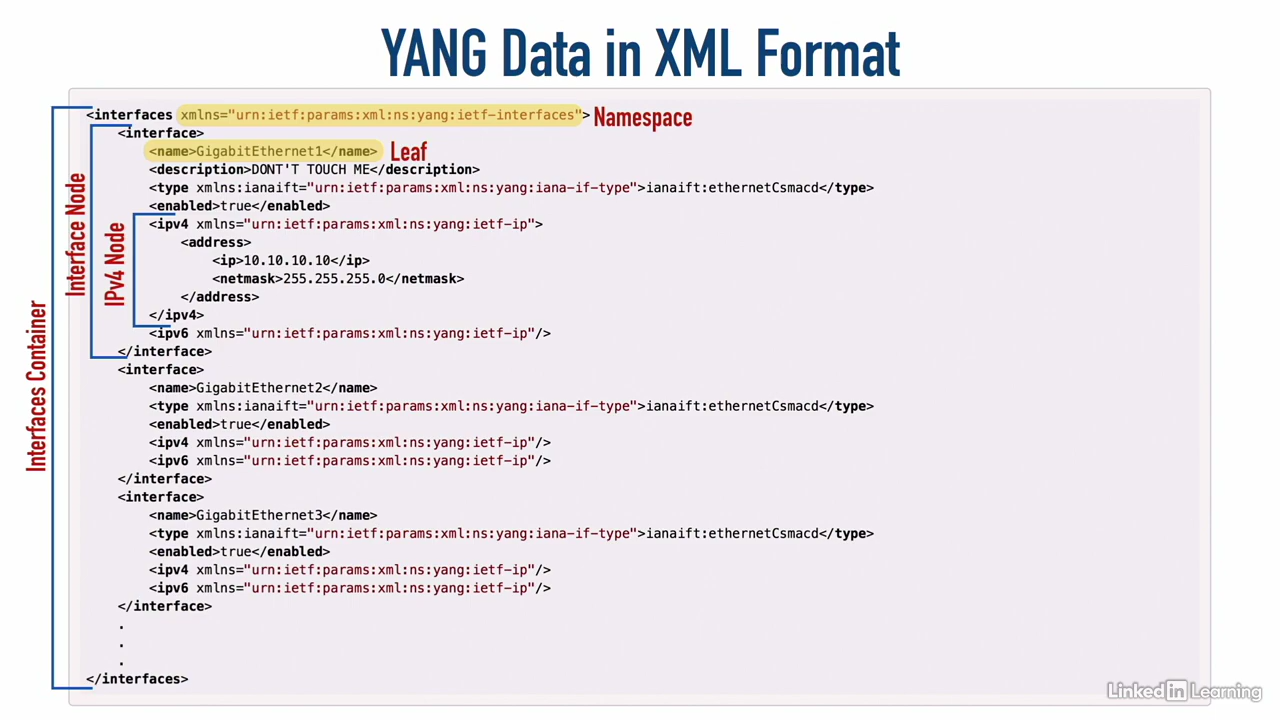 YANG Data in XML Format
<interfaces xmlns="urn:ietf:params:xml:ns:yang:ietf-interfaces"> Namespace
<interface>
<name>GigabitEthernet1</name> Leaf
<description>DONT'T TOUCH ME</description>
<type xmlns:ianaift="urn:ietf:params:xml:ns:yang:iana-if-type">ianaift:ethernetCsmacd</type>
<enabled>true</enabled>
<ipv4 xmlns="urn:ietf:params:xml:ns:yang:ietf-ip">
<address>
<ip>10.10.10.10</ip>
<netmask>255.255.255.0</netmask>
</address>
</ipv4>
<ipv6 xmlns="urn:ietf:params:xml:ns:yang:ietf-ip"/>
</interface>
<interface>
<name>GigabitEthernet2</name>
<type xmlns:ianaift="urn:ietf:params:xml:ns:yang:iana-if-type">ianaift:ethernetCsmacd</type>
<enabled>true</enabled>
<ipv4 xmlns="urn:ietf:params:xml:ns:yang:ietf-ip"/>
<ipv6 xmlns="urn:ietf:params:xml:ns:yang:ietf-ip"/>
</interface>
<interface>
<name>GigabitEthernet3</name>
<type xmlns:ianaift="urn:ietf:params:xml:ns:yang:iana-if-type">ianaift:ethernetCsmacd</type>
<enabled>true</enabled>
<ipv4 xmlns="urn:ietf:params:xml:ns:yang:ietf-ip"/>
<ipv6 xmlns="urn:ietf:params:xml:ns:yang:ietf-ip"/>
</interface>
.
.
.
</interfaces>
Interfaces Container
Interface Node
IPv4 Node
Linked in Learning